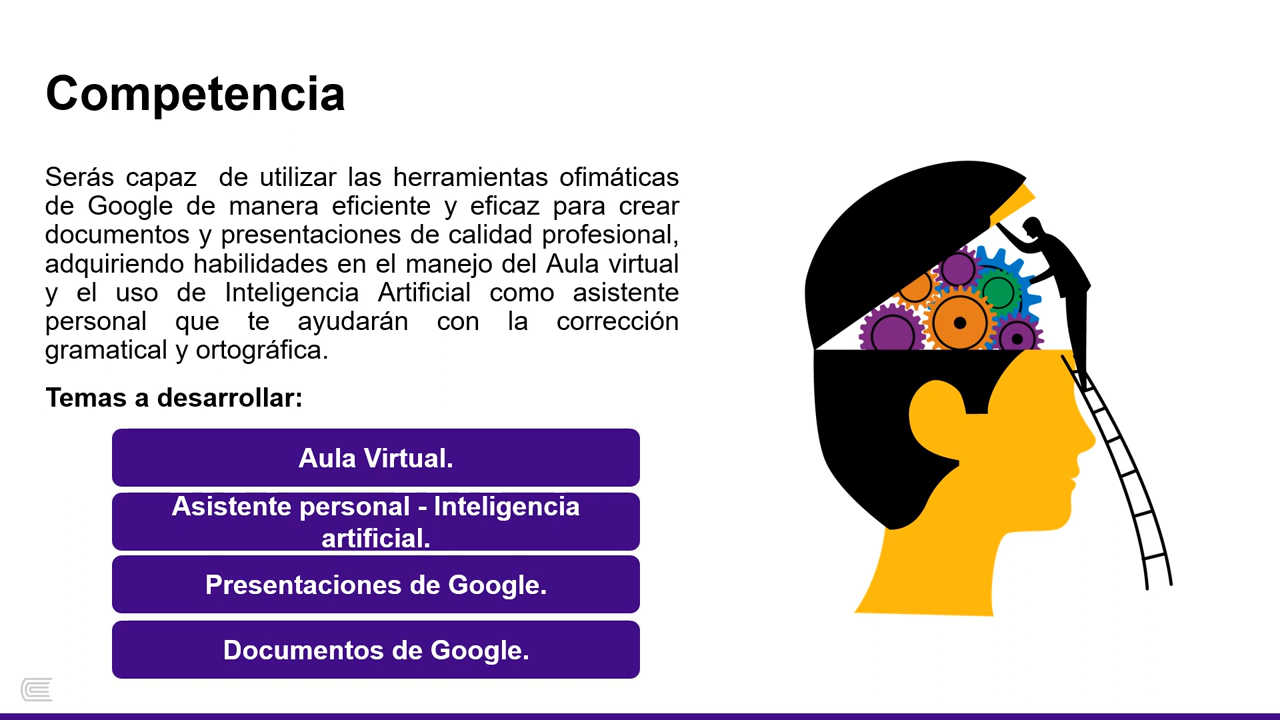 Competencia
Serás capaz  de utilizar las herramientas ofimáticas
de Google de manera eficiente y eficaz para crear
documentos y presentaciones de calidad profesional,
adquiriendo habilidades en el manejo del Aula virtual
y el uso de Inteligencia Artificial como asistente
personal que te ayudarán con la corrección
gramatical y ortográfica.
Temas a desarrollar:
Aula Virtual.
Asistente personal - Inteligencia
artificial.
Presentaciones de Google.
Documentos de Google.